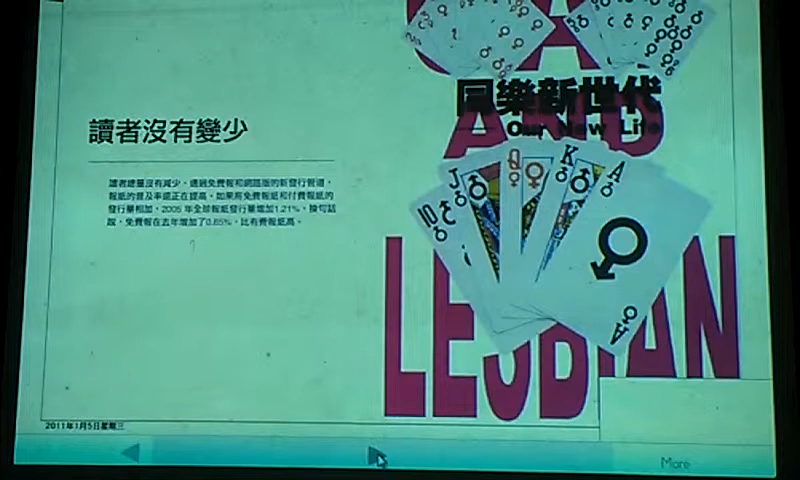 讀者沒有變少
讀者總量沒有減少，通過免費報和網路版的新發行管道，
報紙的普及率還正在提高。如果將免費報紙和付費報紙的
發行量相加，2005 年全球報紙發行量增加1.21%，換句話
說，免費報在去年增加了0.65%，比有費報紙高。
同樂新世代
AND
Our New Life
10
J
Q
K
A
LESBIAN
A
2011年1月5日星期三
More